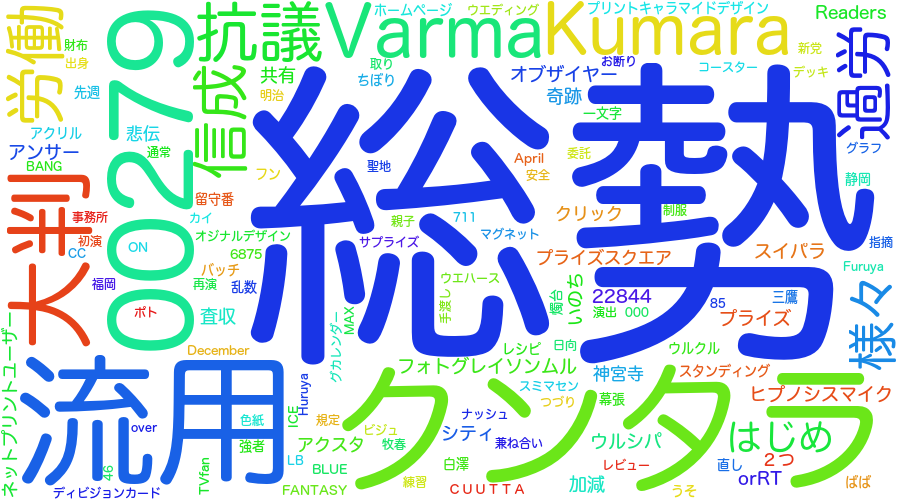 総勢
クンタラ
流用
002279
Varma
Kumara
大判
抗議
信成
労働
過労
様々
はじめ
ホームページ
ウエディング
プリントキャラマイドデザイン
Readers
新党
財布
出身
先週
取り
ちぼり
共有
明治
オブザイヤー
お断り
コースター
デッキ
奇跡
一文字
アクリル
悲伝
アンサー
通常
BANG
フン
聖地
April
安全
委託
グラフ
静岡
留守番
事務所
カイ
親子
711
クリック
制服
初演
ON
CC
オジナルデザイン
サプライズ
マグネット
指摘
6875
プライズスクエア
スイパラ
福岡
バッチ
再演
乱数
ウエハース
手渡し
Furuya
ポト
査収
MAX
グカレンダー
燭台
いのち
22844
演出
000
85
三鷹
プライズ
ネットプリントユーザー
December
レシピ
日向
ウルクル
フォトグレイソンムル
神宮寺
スタンディング
スミマセン
ヒプノシスマイク
Huruya
ICE
色紙
規定
over
ビジュ
ナッシュ
つづり
幕張
強者
アクスタ
牧春
シティ
兼ね合い
ウルシパ
TVfan
LB
BLUE
白澤
レビュー
２つ
直し
orRT
46
ディビジョンカード
FANTASY
練習
ＣＵＵＴＴＡ
加減
うそ
ばば